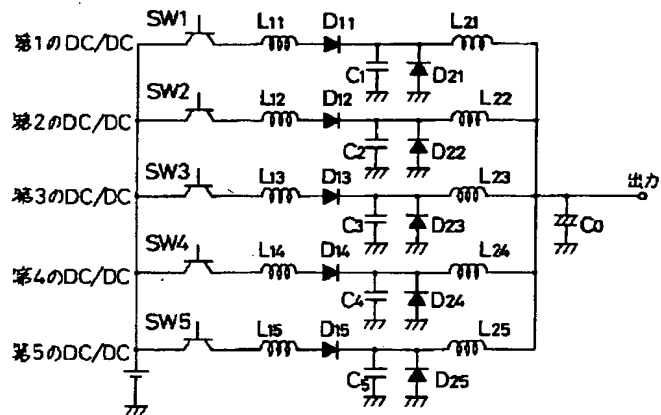 第1のDC/DC SW1 L11 D11 C1 D21 L21
第2のDC/DC SW2 L12 D12 C2 D22 L22
第3のDC/DC SW3 L13 D13 C3 D23 L23
出力
C0
第4のDC/DC SW4 L14 D14 C4 D24 L24
第5のDC/DC SW5 L15 D15 C5 D25 L25